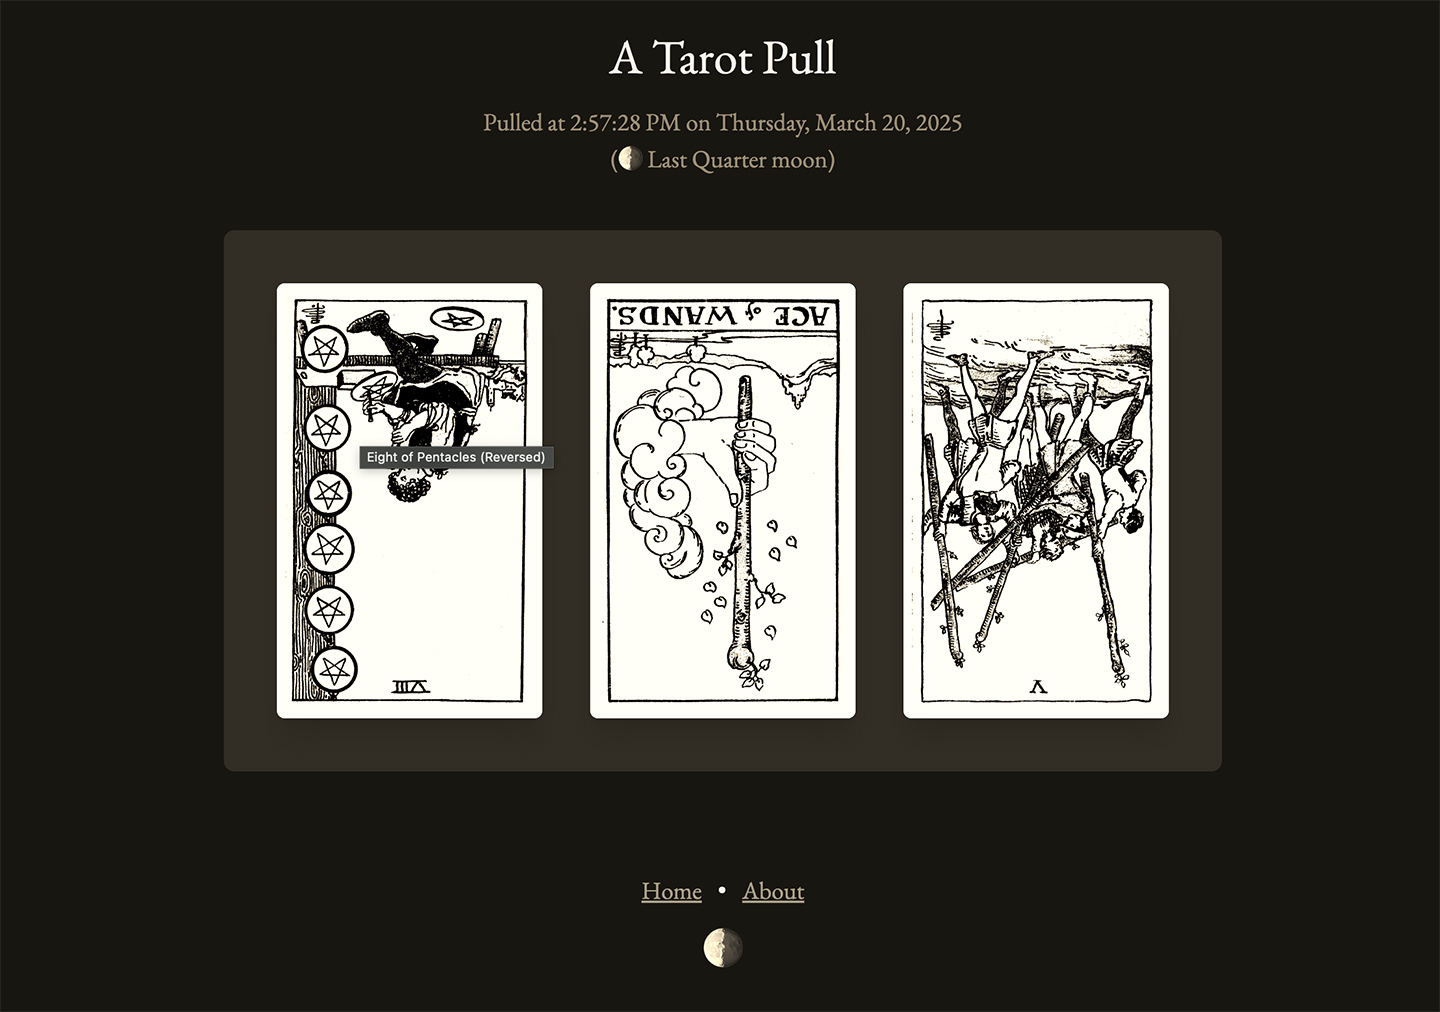 A Tarot Pull
Pulled at 2:57:28 PM on Thursday, March 20, 2025
(🌗 Last Quarter moon)
Eight of Pentacles (Reversed)
VIII
ACE of WANDS.
V
Home • About